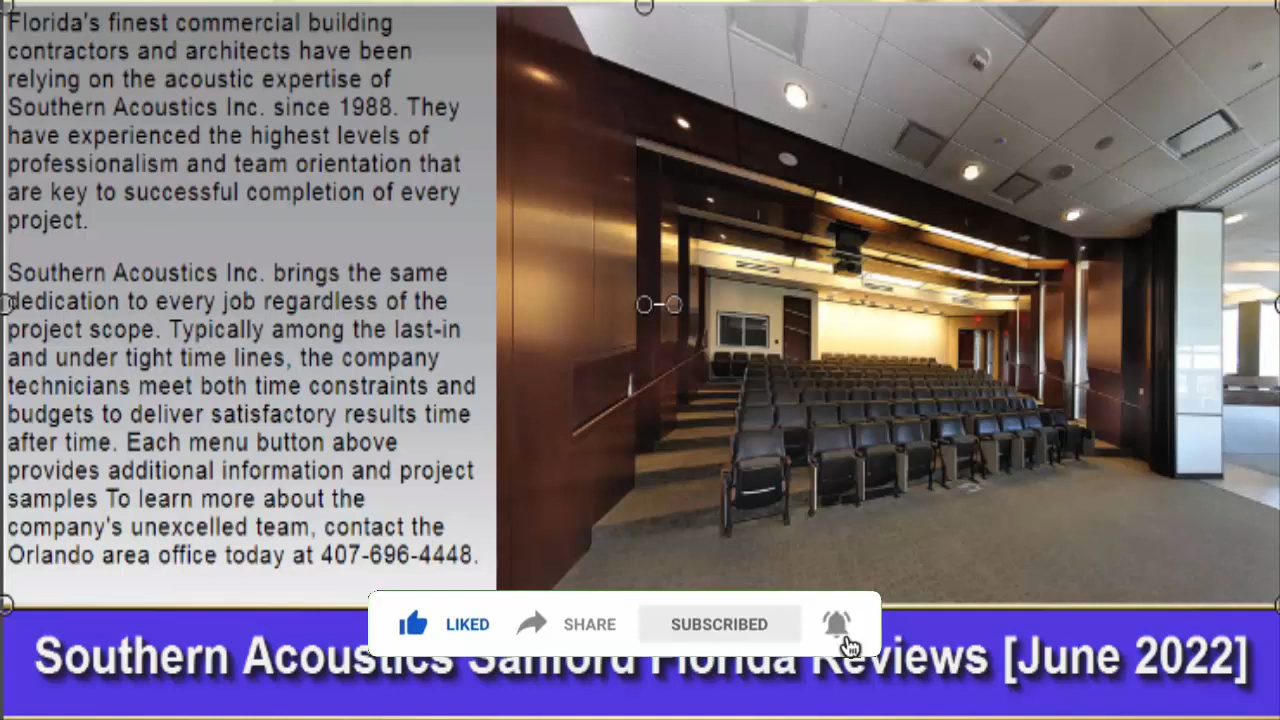 Florida's finest commercial building
contractors and architects have been
relying on the acoustic expertise of
Southern Acoustics Inc. since 1988. They
have experienced the highest levels of
professionalism and team orientation that
are key to successful completion of every
project.
Southern Acoustics Inc. brings the same
dedication to every job regardless of the
project scope. Typically among the last-in
and under tight time lines, the company
technicians meet both time constraints and
budgets to deliver satisfactory results time
after time. Each menu button above
provides additional information and project
samples To learn more about the
company's unexcelled team, contact the
Orlando area office today at 407-696-4448.
LIKED SHARE SUBSCRIBED
Southern Acoustics Sanford Florida Reviews [June 2022]